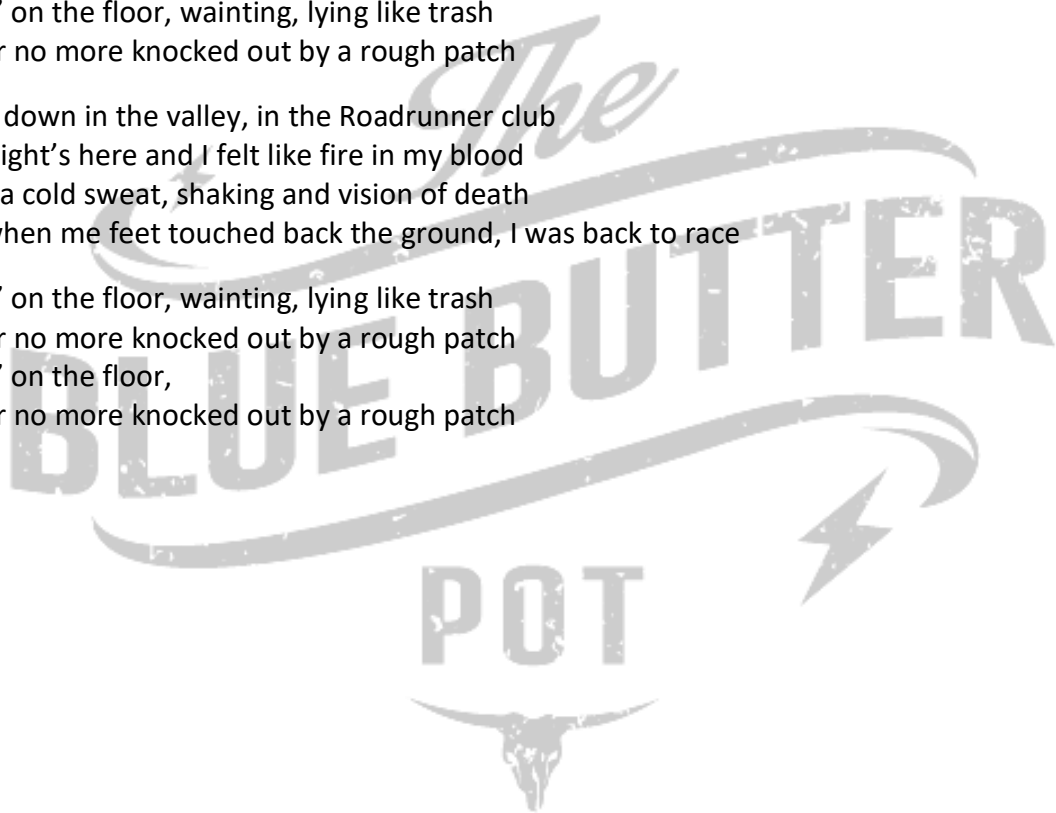 ’ on the floor, wainting, lying like trash
r no more knocked out by a rough patch
down in the valley, in the Roadrunner club
ight’s here and I felt like fire in my blood
a cold sweat, shaking and vision of death
when me feet touched back the ground, I was back to race
’ on the floor, wainting, lying like trash
r no more knocked out by a rough patch
’ on the floor,
r no more knocked out by a rough patch
The
BLUE BUTTER
POT